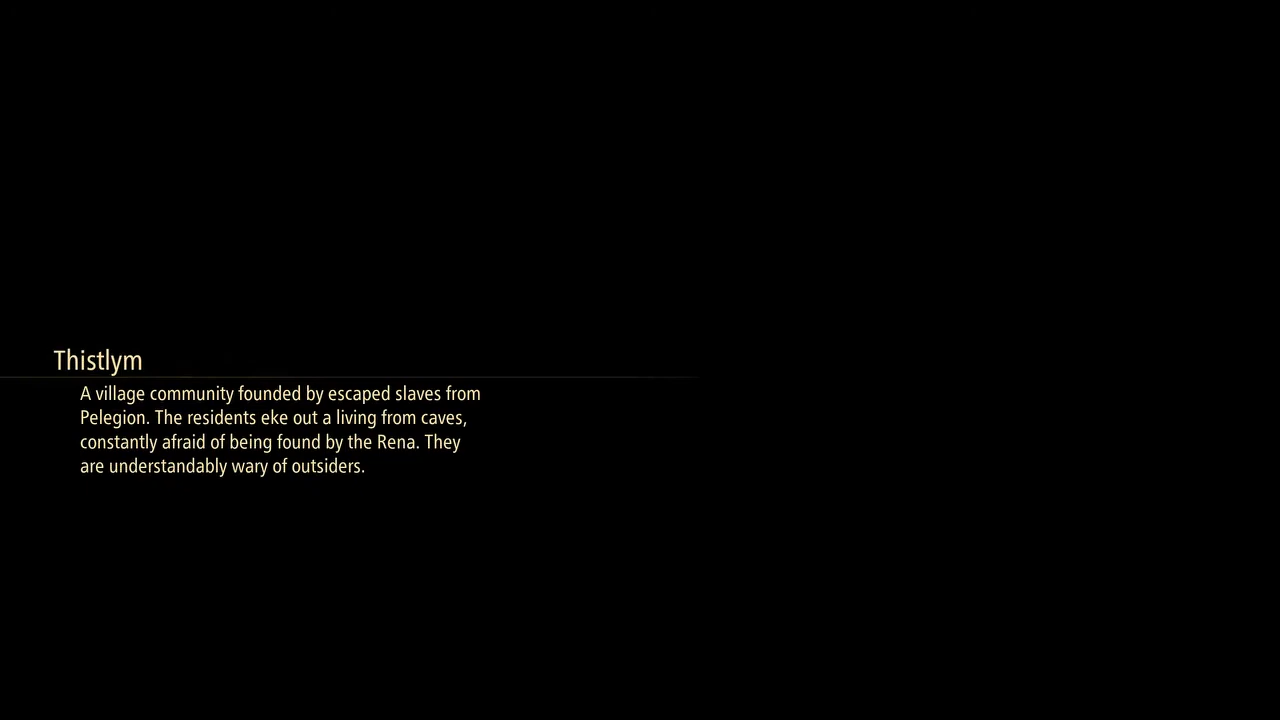 Thistlym
A village community founded by escaped slaves from
Pelegion. The residents eke out a living from caves,
constantly afraid of being found by the Rena. They
are understandably wary of outsiders.